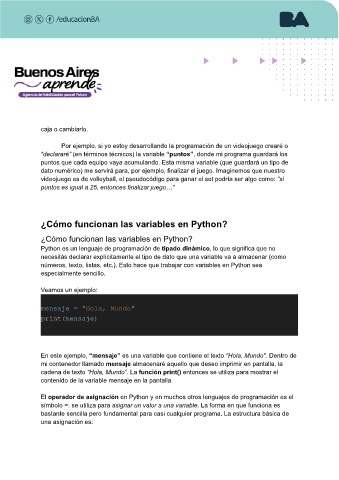 /educacionBA
BA
Buenos Aires
aprende
Agencia de Habilidades para el Futuro
caja o cambiarlo.
Por ejemplo, si yo estoy desarrollando la programación de un videojuego crearé o
"declararé" (en términos técnicos) la variable "puntos", donde mi programa guardará los
puntos que cada equipo vaya acumulando. Esta misma variable (que guardará un tipo de
dato numérico) me servirá para, por ejemplo, finalizar el juego. Imaginemos que nuestro
videojuego es de volleyball, el pseudocódigo para ganar el set podría ser algo como: "si
puntos es igual a 25, entonces finalizar juego…"
¿Cómo funcionan las variables en Python?
¿Cómo funcionan las variables en Python?
Python es un lenguaje de programación de tipado dinámico, lo que significa que no
necesitás declarar explícitamente el tipo de dato que una variable va a almacenar (como
números, texto, listas, etc.). Esto hace que trabajar con variables en Python sea
especialmente sencillo.
Veamos un ejemplo:
mensaje = "Hola, Mundo"
print(mensaje)
En este ejemplo, "mensaje" es una variable que contiene el texto "Hola, Mundo". Dentro de
mi contenedor llamado mensaje almacenaré aquello que deseo imprimir en pantalla, la
cadena de texto "Hola, Mundo". La función print() entonces se utiliza para mostrar el
contenido de la variable mensaje en la pantalla.
El operador de asignación en Python y en muchos otros lenguajes de programación es el
símbolo =: se utiliza para asignar un valor a una variable. La forma en que funciona es
bastante sencilla pero fundamental para casi cualquier programa. La estructura básica de
una asignación es: